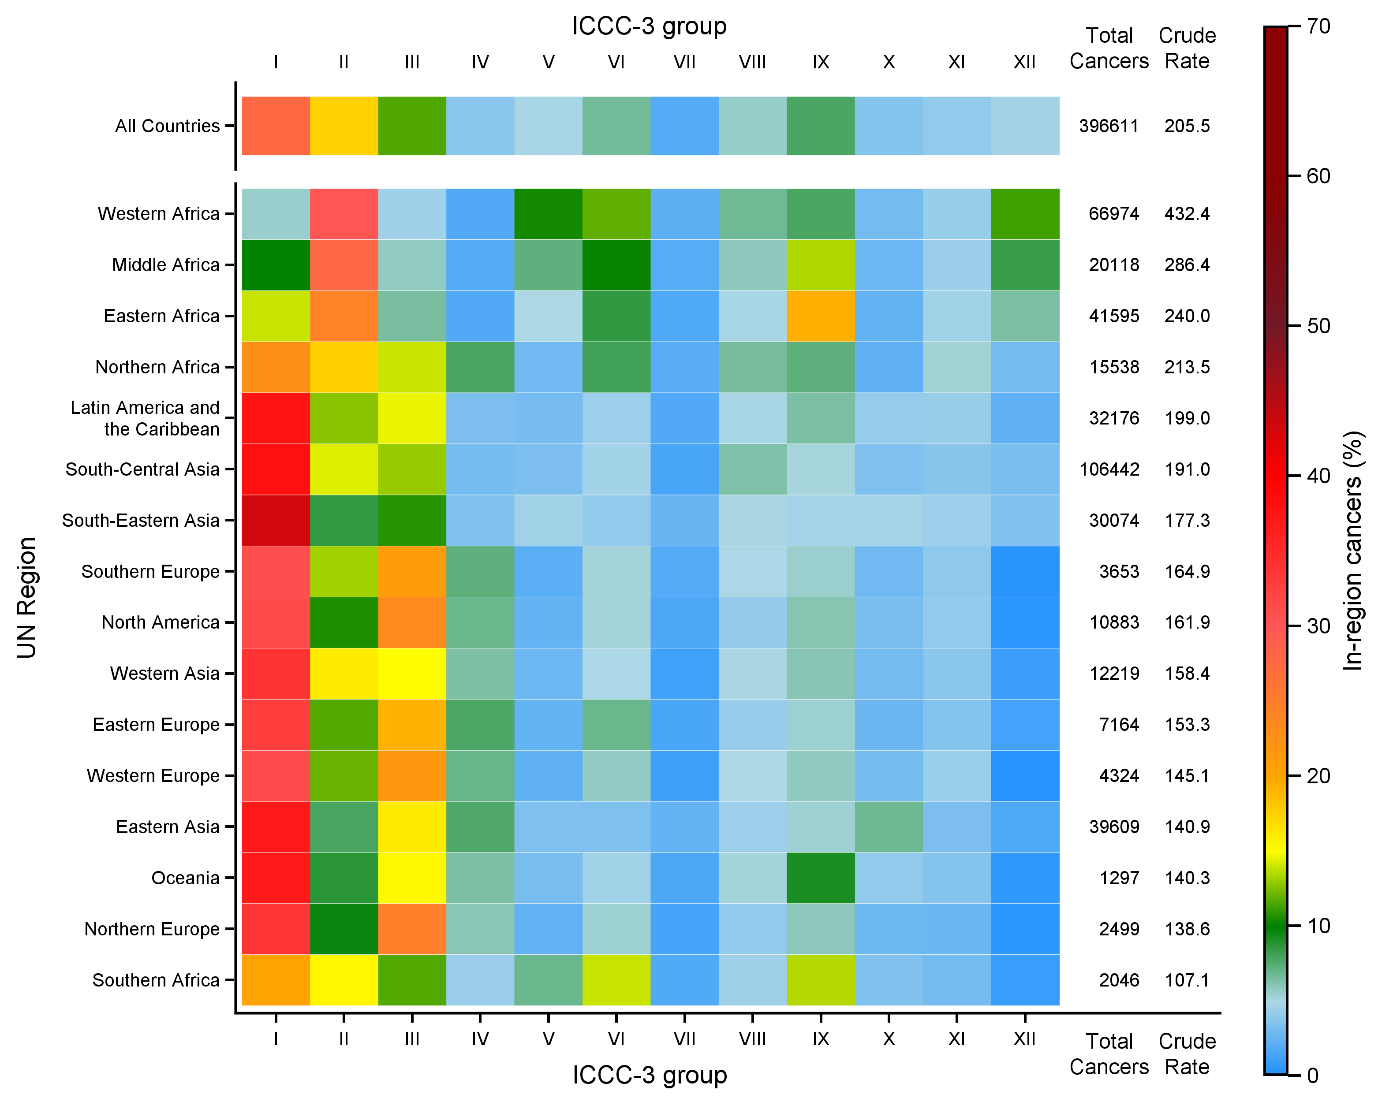 ICCC-3 group
Total Crude
I II III IV V VI VII VIII IX X XI XII Cancers Rate
All Countries 396611 205.5
Western Africa 66974 432.4
Middle Africa 20118 286.4
Eastern Africa 41595 240.0
Northern Africa 15538 213.5
Latin America and
the Caribbean 32176 199.0
South-Central Asia 106442 191.0
South-Eastern Asia 30074 177.3
Southern Europe 3653 164.9
North America 10883 161.9
Western Asia 12219 158.4
Eastern Europe 7164 153.3
Western Europe 4324 145.1
Eastern Asia 39609 140.9
Oceania 1297 140.3
Northern Europe 2499 138.6
Southern Africa 2046 107.1
I II III IV V VI VII VIII IX X XI XII Total Crude
Cancers Rate
ICCC-3 group
UN Region
70
60
50
40
30
20
10
0
In-region cancers (%)